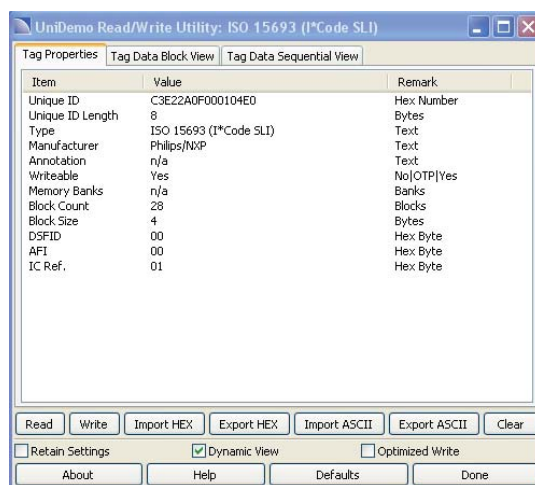 UniDemo Read/Write Utility: ISO 15693 (I*Code SLI)
Tag Properties Tag Data Block View Tag Data Sequential View
Item Value Remark
Unique ID C3E22A0F000104E0 Hex Number
Unique ID Length 8 Bytes
Type ISO 15693 (I*Code SLI) Text
Manufacturer Philips/NXP Text
Annotation n/a Text
Writeable Yes No|OTP|Yes
Memory Banks n/a Banks
Block Count 28 Blocks
Block Size 4 Bytes
DSFID 00 Hex Byte
AFI 00 Hex Byte
IC Ref. 01 Hex Byte
Read Write Import HEX Export HEX Import ASCII Export ASCII Clear
Retain Settings Dynamic View Optimized Write
About Help Defaults Done